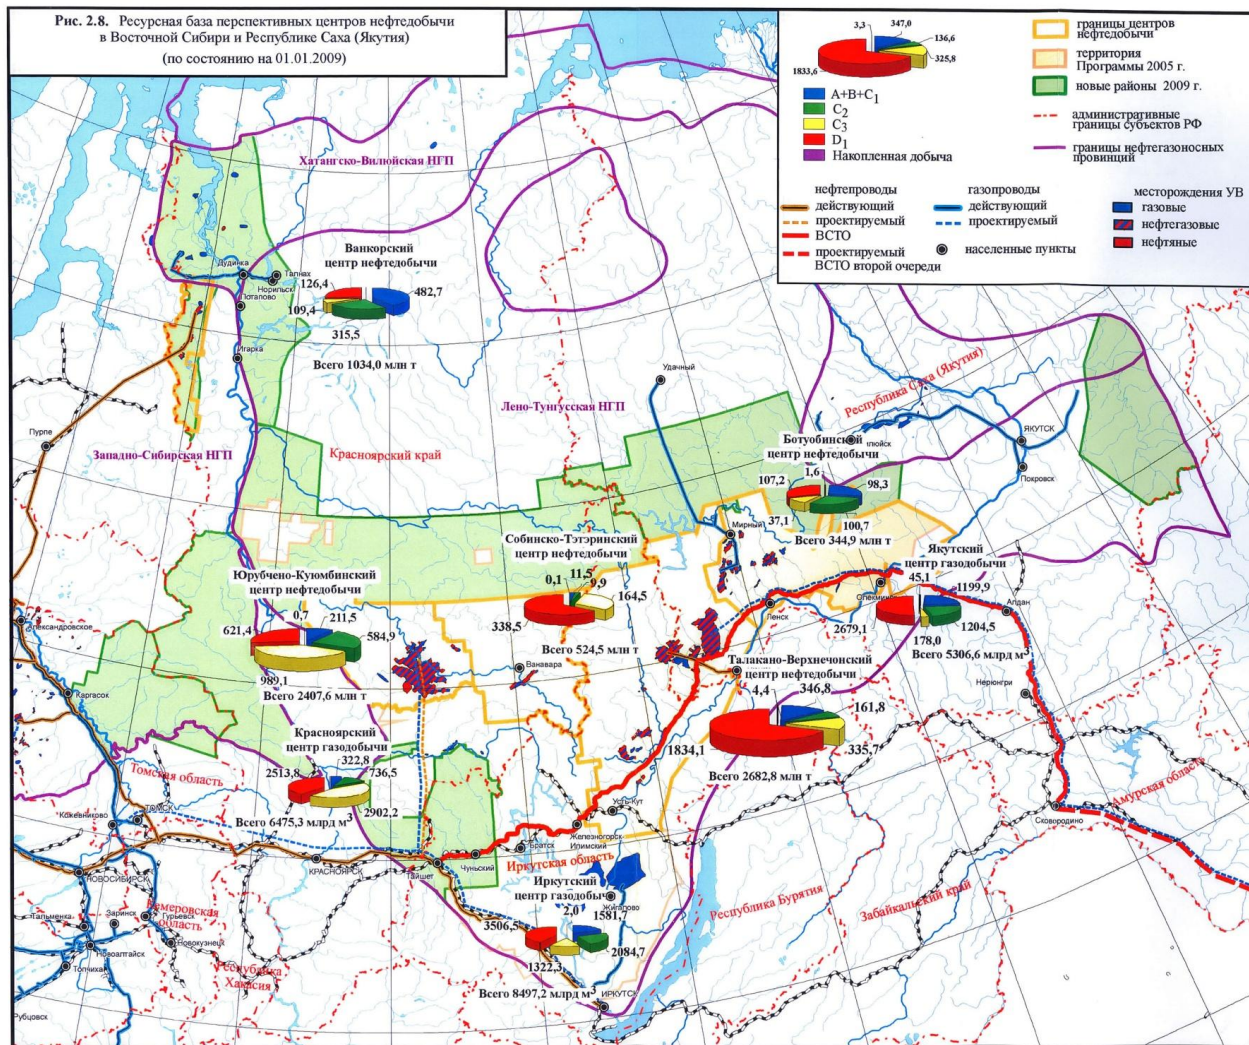 Рис. 2.8. Ресурсная база перспективных центров нефтедобычи
в Восточной Сибири и Республике Саха (Якутия)
(по состоянию на 01.01.2009)
3,3
347,0
136,6
325,8
1833,6
A+B+C1
C2
C3
D1
Накопленная добыча
границы центров
нефтедобычи
территория
Программы 2005 г.
новые районы 2009 г.
административные
границы субъектов РФ
границы нефтегазоносных
провинций
нефтепроводы
действующий
проектируемый
ВСТО
проектируемый
ВСТО второй очереди
газопроводы
действующий
проектируемый
населенные пункты
месторождения УВ
газовые
нефтегазовые
нефтяные
Хатангско-Вилюйская НГП
Ванкорский
центр нефтедобычи
126,4
482,7
109,4
315,5
Всего 1034,0 млн т
Дудинка
Талнах
Норильск
Потапово
Игарка
Удачный
Республика Саха (Якутия)
Лено-Тунгусская НГП
Пурпе
Западно-Сибирская НГП
Красноярский край
Ботуобинский
центр нефтедобычи
1,6
107,2
98,3
37,1
100,7
Всего 344,9 млн т
ЯКУТСК
Покровск
Мирный
Собинско-Тэтэринский
центр нефтедобычи
0,1
11,5
9,9
164,5
338,5
Всего 524,5 млн т
Якутский
центр газодобычи
45,1
1199,9
2679,1
1204,5
178,0
Всего 5306,6 млрд м3
Ленск
Алдан
Нерюнгри
Юрубчено-Куюмбинский
центр нефтедобычи
0,7
211,5
621,4
584,9
989,1
Всего 2407,6 млн т
Александровское
Ванавара
Каргасок
Талакано-Верхнечонский
центр нефтедобычи
4,4
346,8
161,8
335,7
1834,1
Всего 2682,8 млн т
Красноярский
центр газодобычи
322,8
2513,8
736,5
2902,2
Всего 6475,3 млрд м3
Томская область
Кожевниково
ТОМСК
Усть-Кут
Железногорск-
Илимский
Братск
Амурская область
Сковородино
НОВОСИБИРСК
КРАСНОЯРСК
Тайшет
Чунский
Иркутская область
Иркутский
центр газодобычи
2,0
1581,7
3506,5
2084,7
1322,3
Всего 8497,2 млрд м3
Жигалово
ИРКУТСК
Республика Бурятия
Забайкальский край
Тальменка
Заринск
Гурьевск
Кемеровская
область
Новокузнецк
Новоалтайск
Топчиха
Республика
Хакасия
Рубцовск